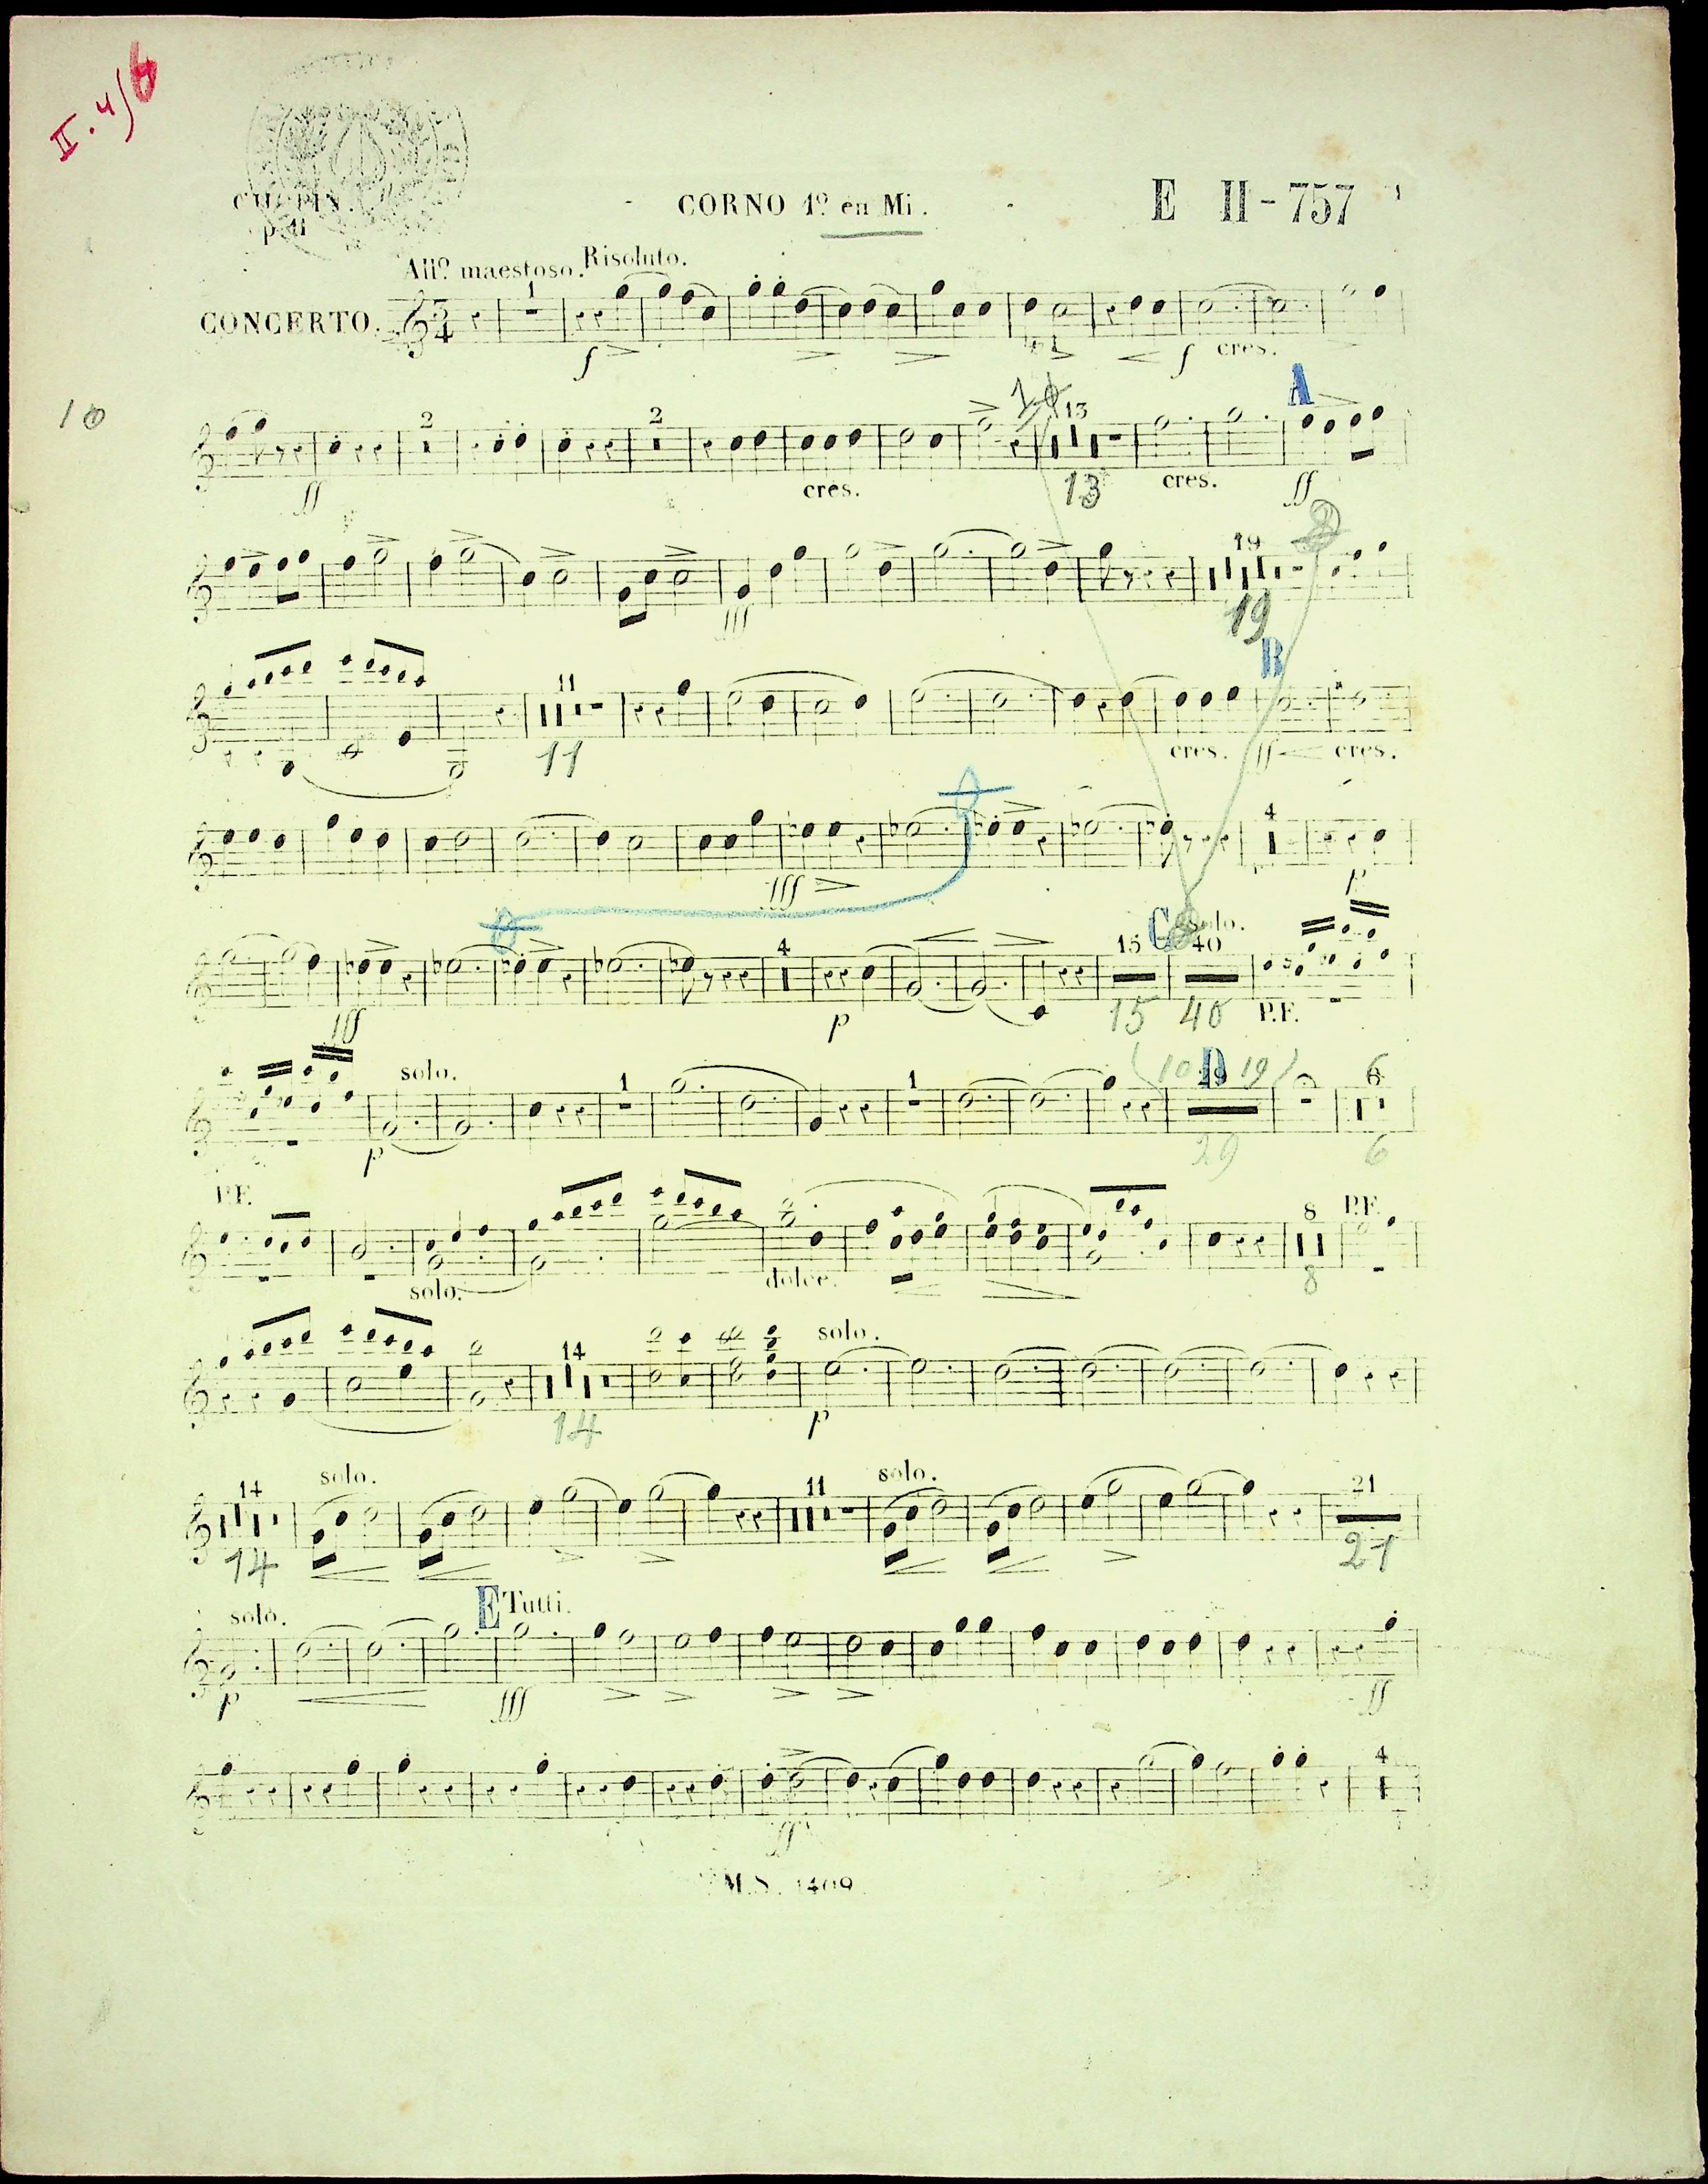 II. 4/6
CHOPIN.
p. 11
CORNO 1º en Mi.
E II-757
1
Allº maestoso. Risoluto.
CONCERTO.
3
4
1
f
f cres.
10
2
2
13
A
ff
cres.
13
cres.
ff
19
fff
19
B
11
11
cres. ff cres.
4
fff
p
15 C 40 solo.
4
fff
p
15 40 P.F.
solo.
1
1
(10 D 19)
29
6
p
29
6
P.F.
8
P.F.
solo.
dolce.
8
14
solo.
14
p
14
solo.
11
solo.
21
14
21
solo.
E Tutti.
p
fff
ff
4
ff
M.S. 1409.